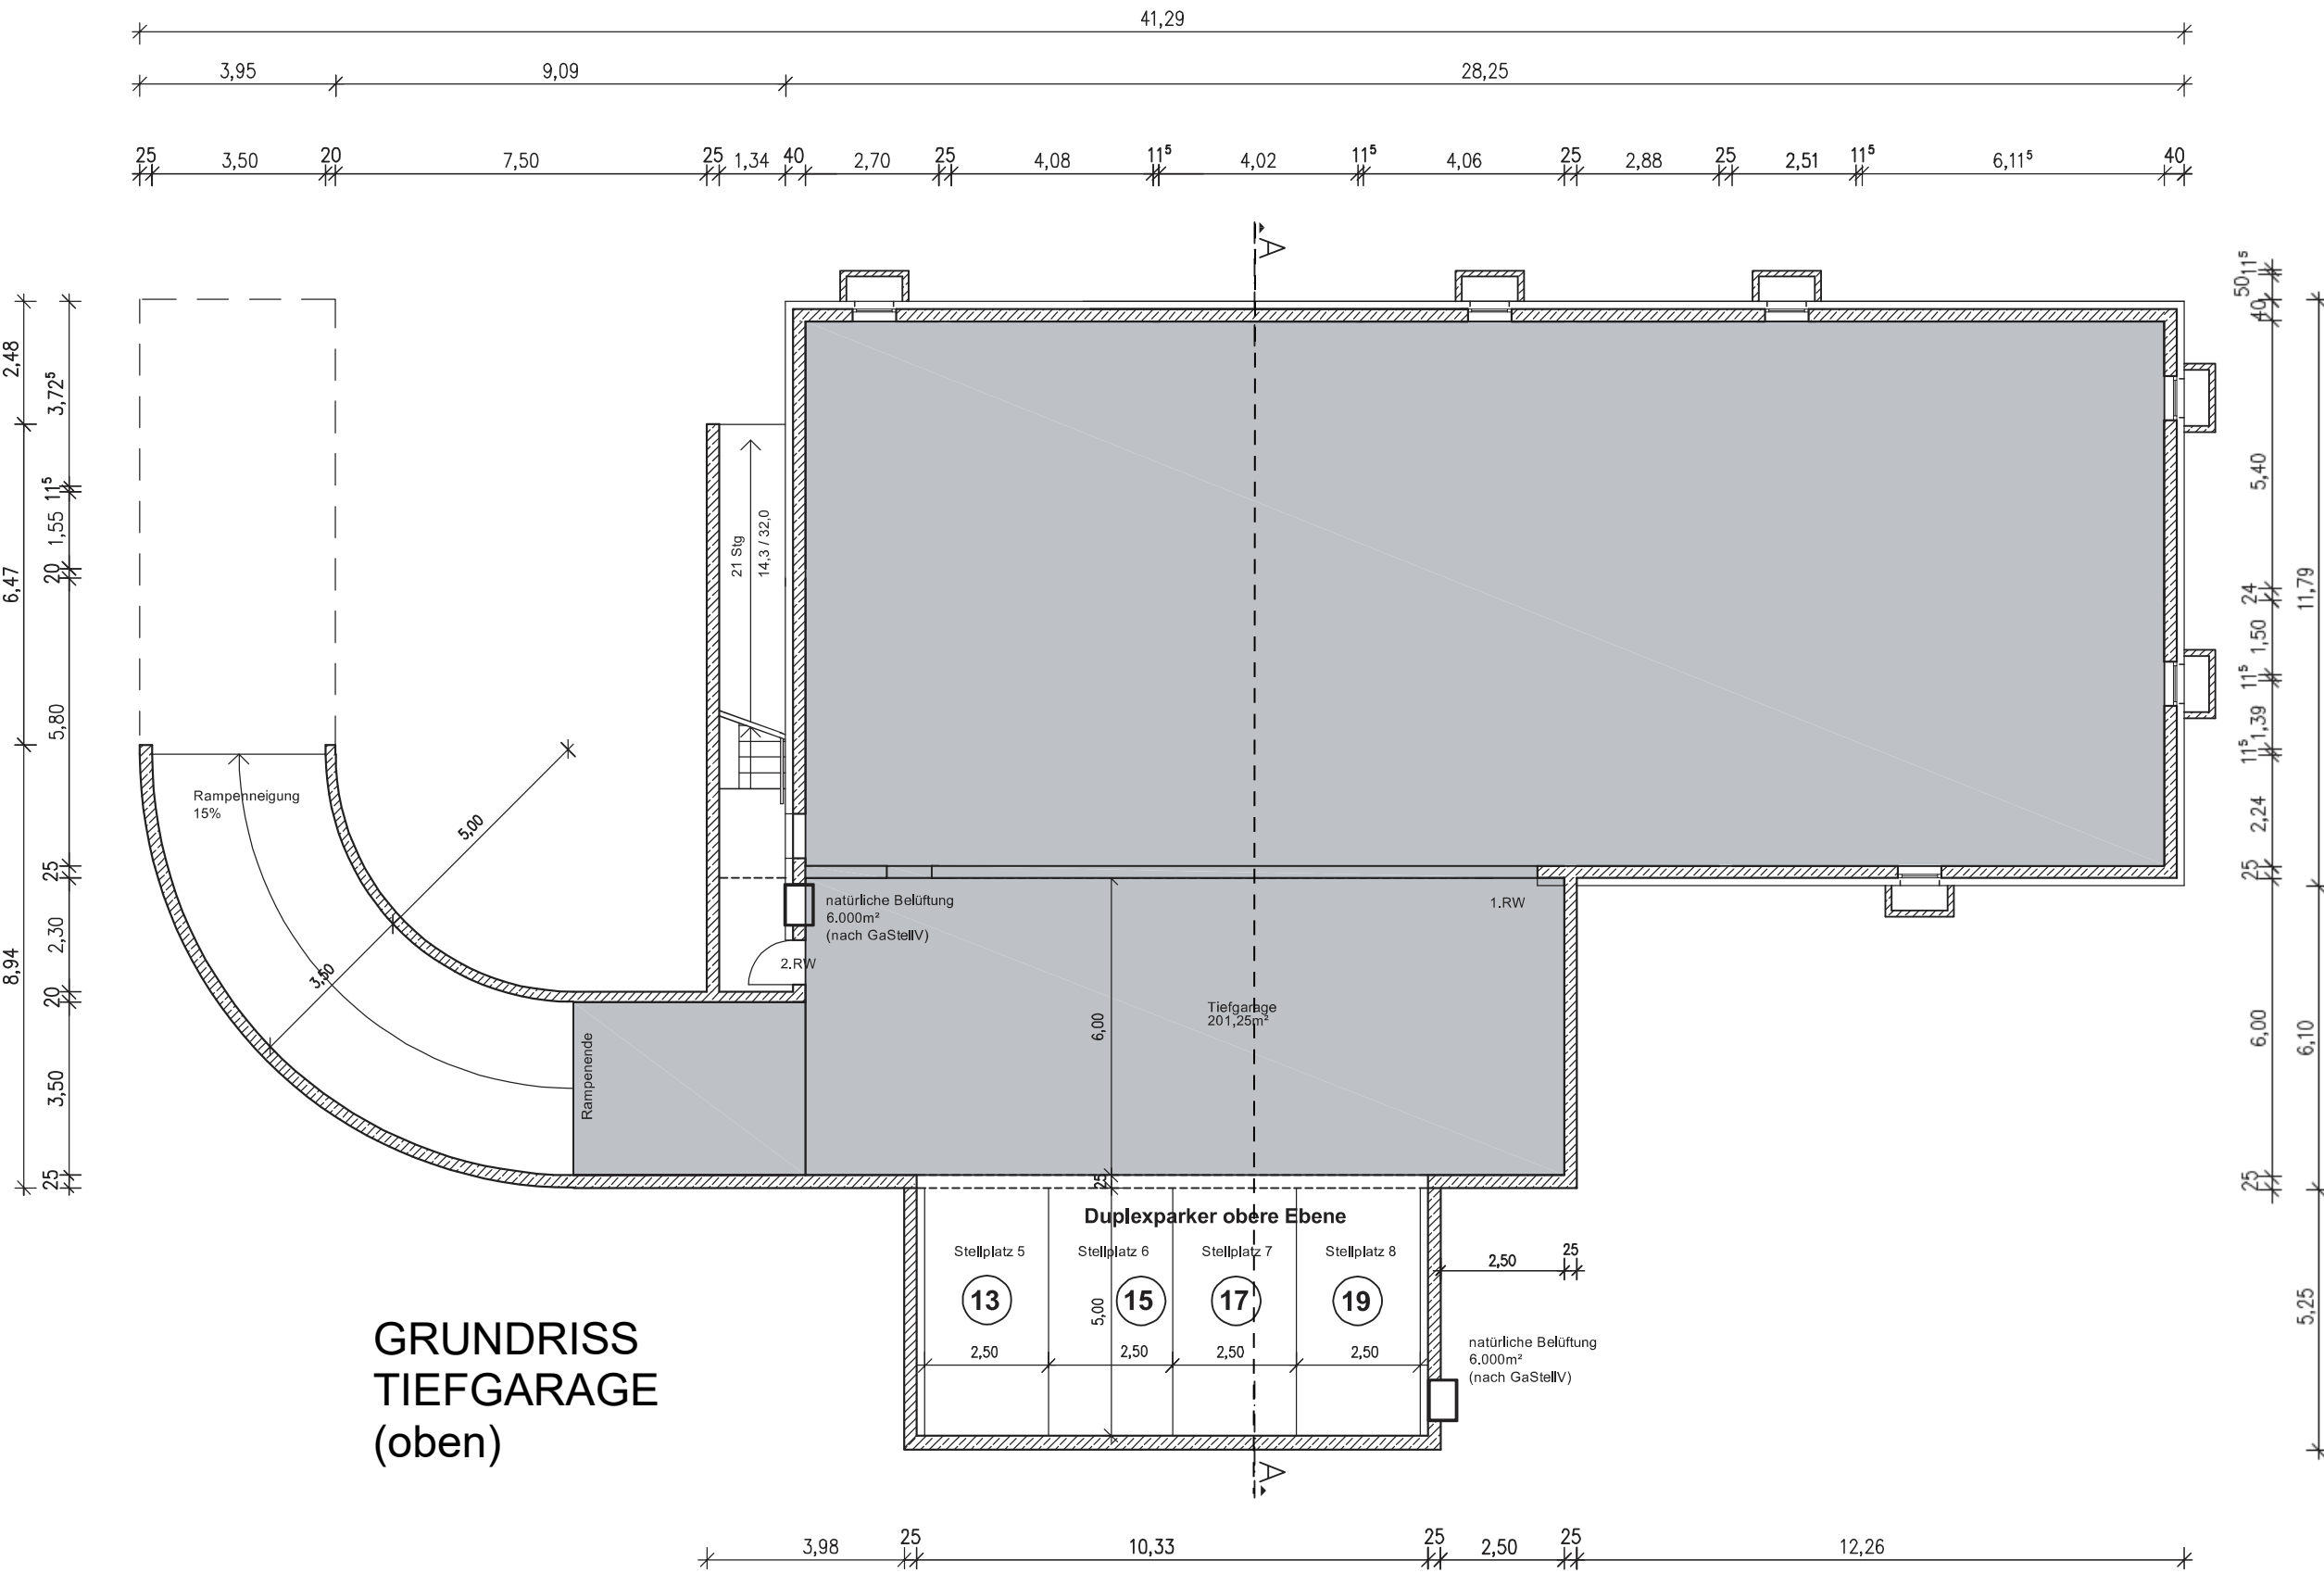 41,29
3,95 9,09 28,25
25 3,50 20 7,50 25 1,34 40 2,70 25 4,08 11⁵ 4,02 11⁵ 4,06 25 2,88 25 2,51 11⁵ 6,11⁵ 40
A
2,48
6,47
8,94
3,72⁵
11⁵
1,55
20
5,80
25
2,30
20
3,50
25
11⁵
50
40
5,40
24
1,50
11⁵
1,39
11⁵
2,24
25
6,00
25
11,79
6,10
5,25
21 Stg
14,3 / 32,0
Rampenneigung
15%
5,00
3,50
Rampenende
natürliche Belüftung
6.000m²
(nach GaStellV)
2.RW
1.RW
6,00
Tiefgarage
201,25m²
25
Duplexparker obere Ebene
Stellplatz 5 Stellplatz 6 Stellplatz 7 Stellplatz 8
13 15 17 19
5,00
2,50 2,50 2,50 2,50
2,50 25
natürliche Belüftung
6.000m²
(nach GaStellV)
GRUNDRISS
TIEFGARAGE
(oben)
A
3,98 25 10,33 25 2,50 25 12,26